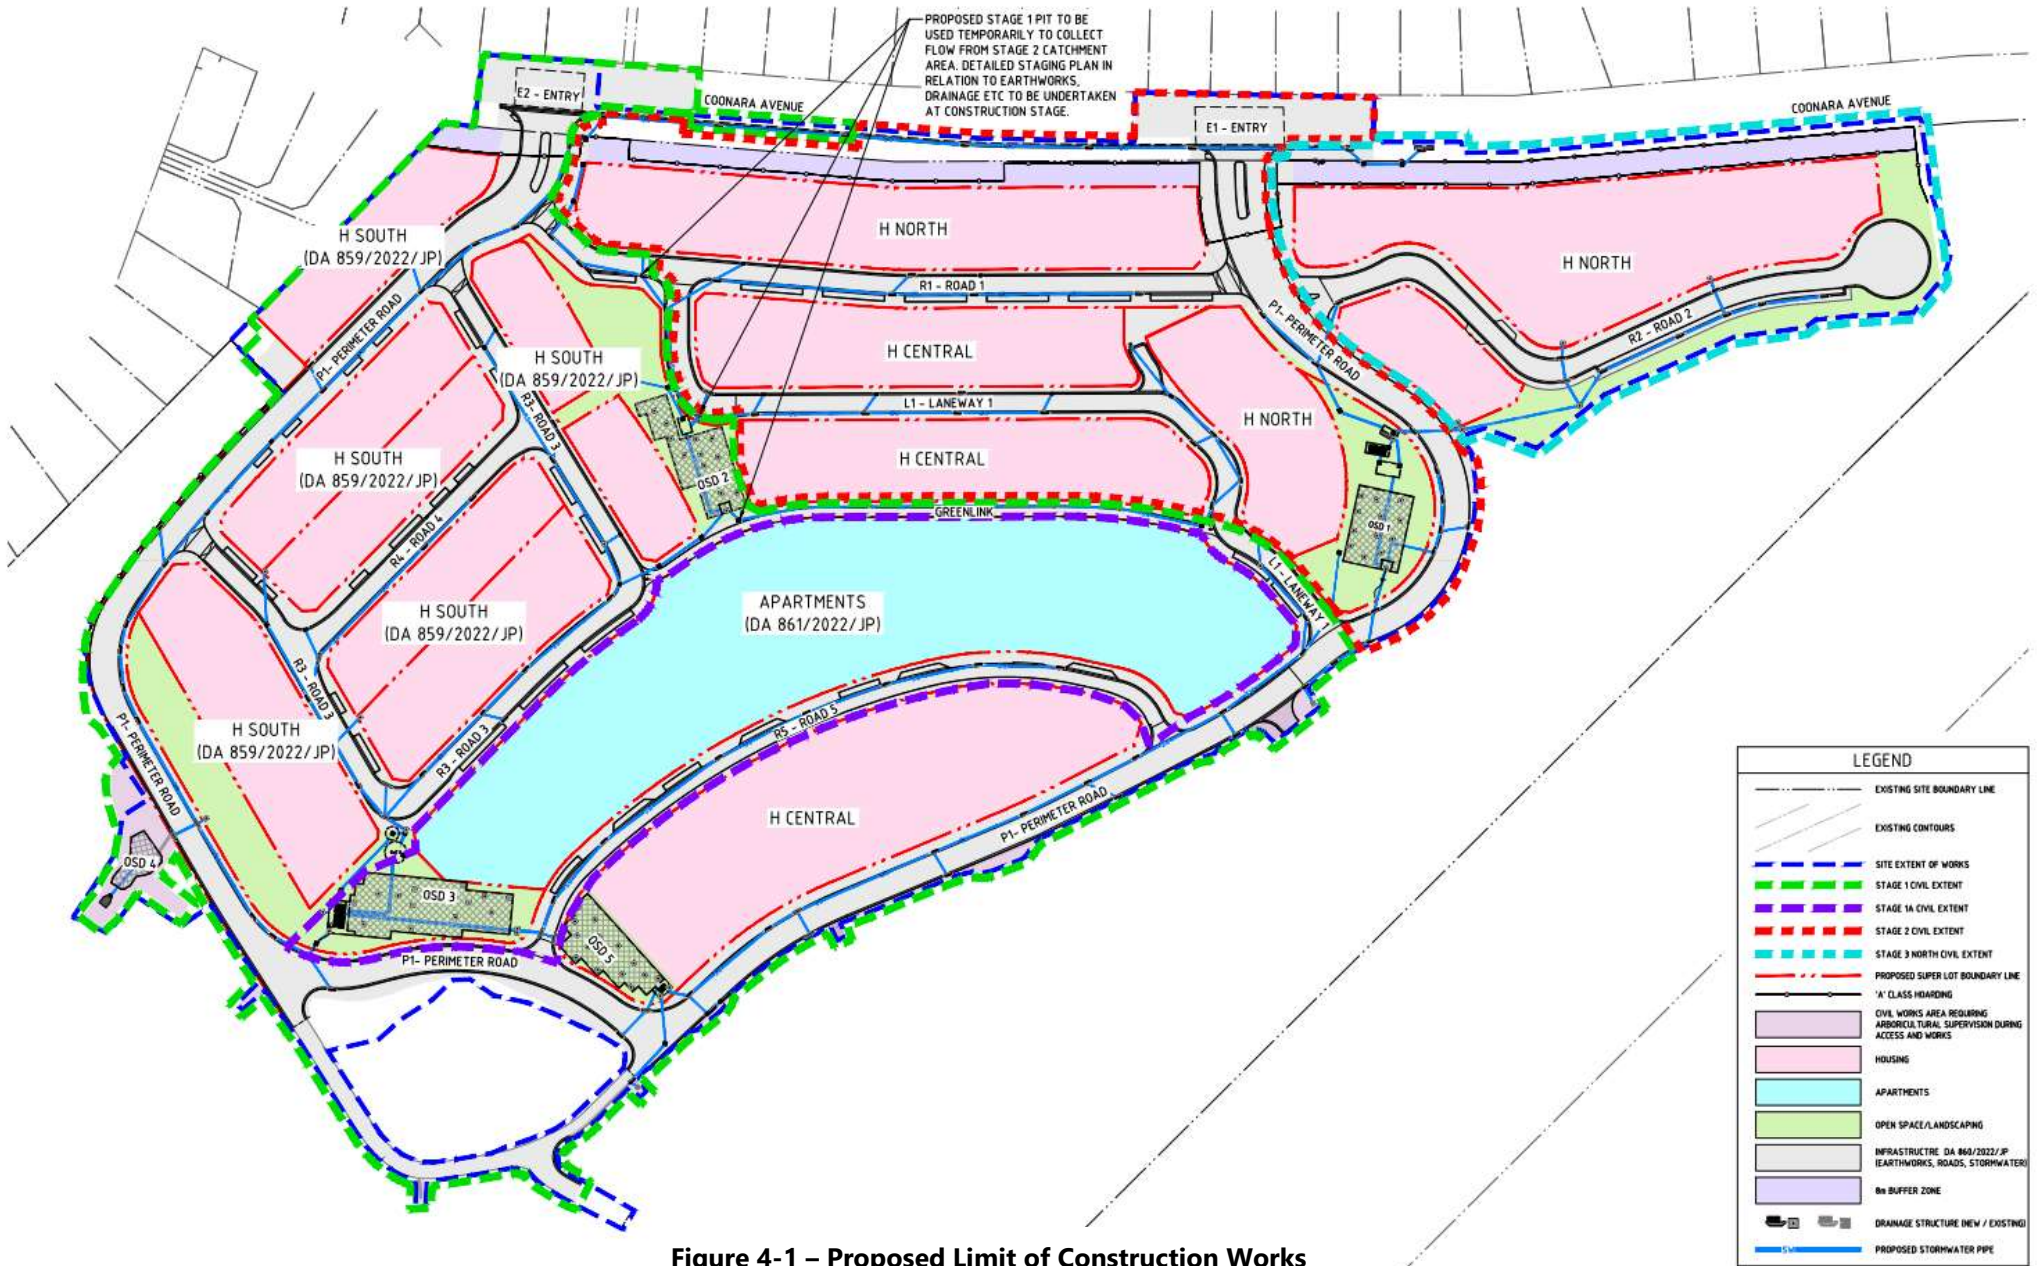 PROPOSED STAGE 1 PIT TO BE
USED TEMPORARILY TO COLLECT
FLOW FROM STAGE 2 CATCHMENT
AREA. DETAILED STAGING PLAN IN
RELATION TO EARTHWORKS,
DRAINAGE ETC TO BE UNDERTAKEN
AT CONSTRUCTION STAGE.
E2 - ENTRY
COONARA AVENUE
E1 - ENTRY
COONARA AVENUE
H SOUTH
(DA 859/2022/JP)
H NORTH
H NORTH
R1 - ROAD 1
P1- PERIMETER ROAD
P1- PERIMETER ROAD
R2 - ROAD 2
H SOUTH
(DA 859/2022/JP)
H CENTRAL
R3- ROAD 3
L1 - LANEWAY 1
H NORTH
H SOUTH
(DA 859/2022/JP)
H CENTRAL
OSD 2
GREENLINK
OSD 1
R4 - ROAD 4
L1 - LANEWAY 1
H SOUTH
(DA 859/2022/JP)
APARTMENTS
(DA 861/2022/JP)
R3 - ROAD 3
H SOUTH
(DA 859/2022/JP)
P1- PERIMETER ROAD
R3 - ROAD 3
R5 - ROAD 5
H CENTRAL
P1- PERIMETER ROAD
OSD 4
OSD 3
OSD 5
P1- PERIMETER ROAD
LEGEND
EXISTING SITE BOUNDARY LINE
EXISTING CONTOURS
SITE EXTENT OF WORKS
STAGE 1 CIVIL EXTENT
STAGE 1A CIVIL EXTENT
STAGE 2 CIVIL EXTENT
STAGE 3 NORTH CIVIL EXTENT
PROPOSED SUPER LOT BOUNDARY LINE
'A' CLASS HOARDING
CIVIL WORKS AREA REQUIRING
ARBORICULTURAL SUPERVISION DURING
ACCESS AND WORKS
HOUSING
APARTMENTS
OPEN SPACE/LANDSCAPING
INFRASTRUCTRE DA 860/2022/JP
(EARTHWORKS, ROADS, STORMWATER)
8m BUFFER ZONE
DRAINAGE STRUCTURE (NEW / EXISTING)
SW
PROPOSED STORMWATER PIPE
Figure 4-1 – Proposed Limit of Construction Works